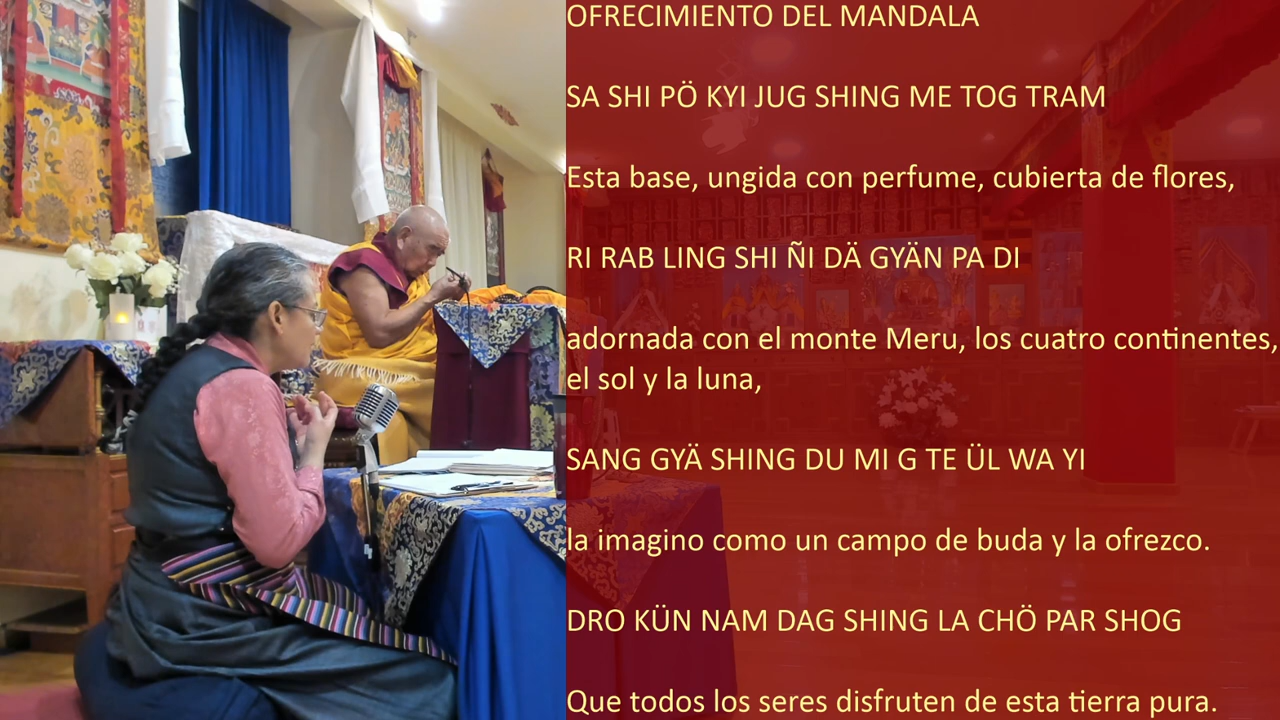 OFRECIMIENTO DEL MANDALA
SA SHI PÖ KYI JUG SHING ME TOG TRAM
Esta base, ungida con perfume, cubierta de flores,
RI RAB LING SHI ÑI DÄ GYÄN PA DI
adornada con el monte Meru, los cuatro continentes,
el sol y la luna,
SANG GYÄ SHING DU MI G TE ÜL WA YI
la imagino como un campo de buda y la ofrezco.
DRO KÜN NAM DAG SHING LA CHÖ PAR SHOG
Que todos los seres disfruten de esta tierra pura.